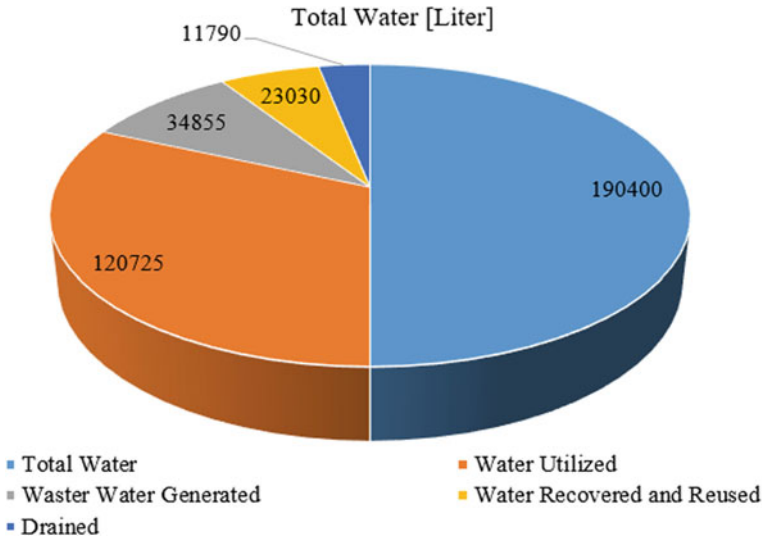 Total Water [Liter]
11790
23030
34855
190400
120725
Total Water
Water Utilized
Waster Water Generated
Water Recovered and Reused
Drained